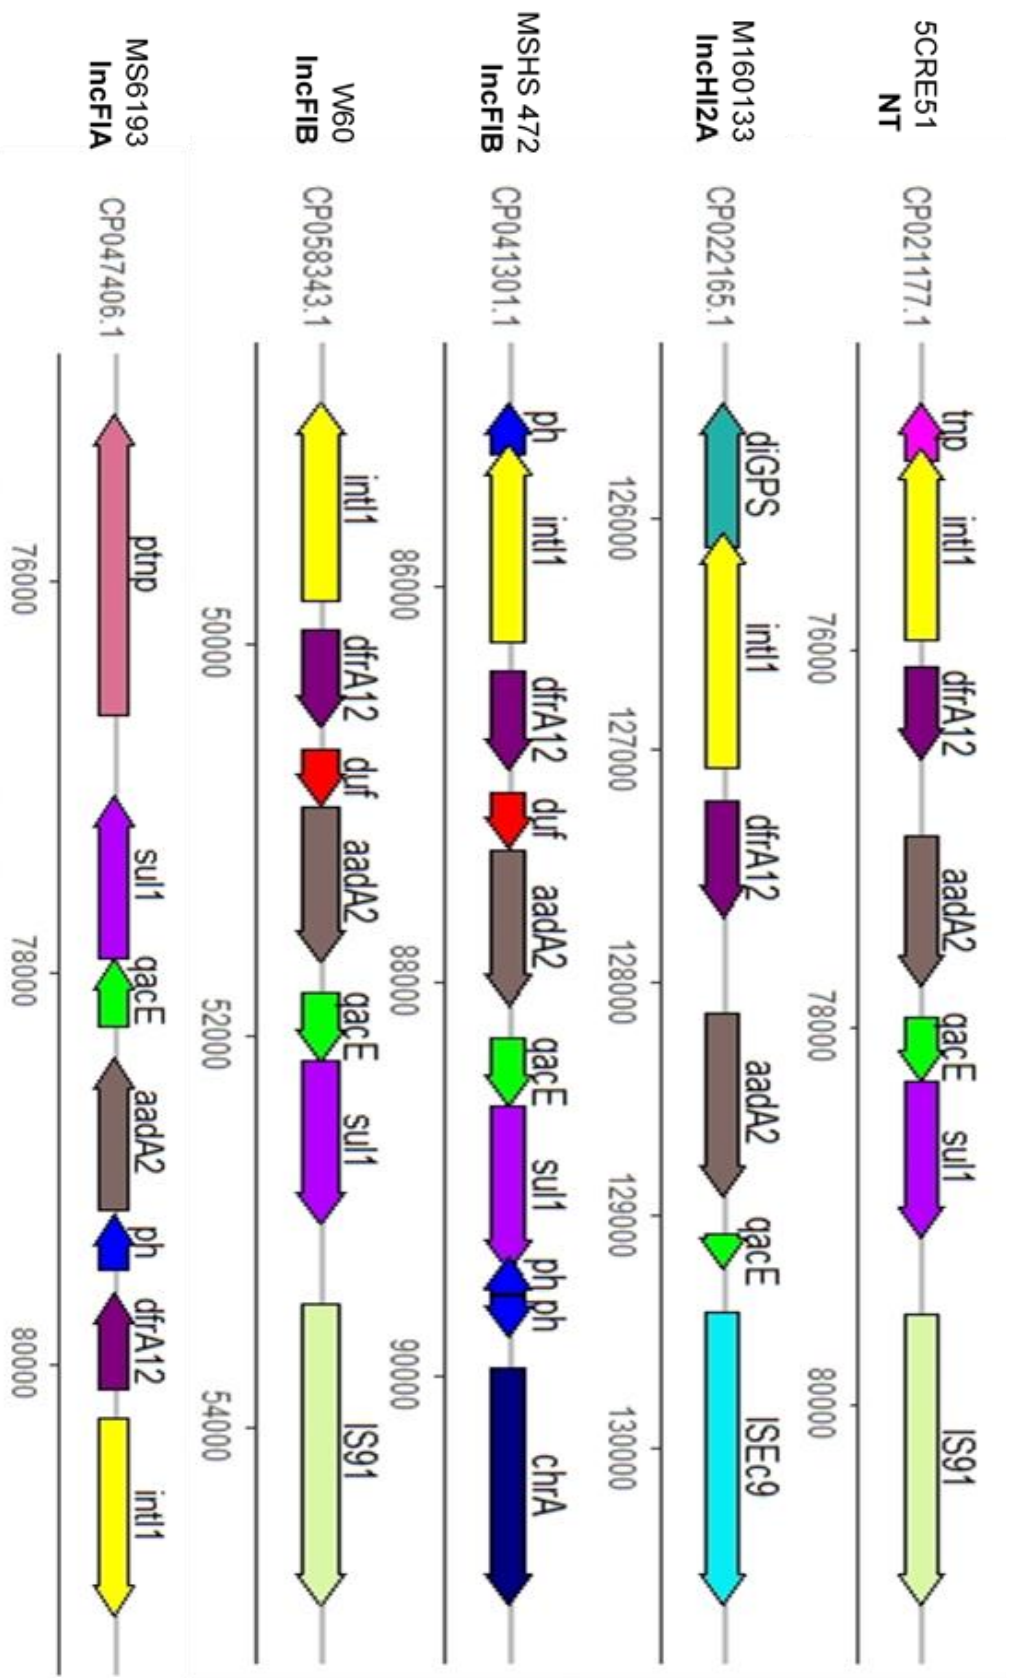 5CRE51
NT
CP021177.1
tnp
intI1
dfrA12
aadA2
qacE
sul1
IS91
76000
78000
80000
M160133
IncHI2A
CP022165.1
diGPS
intI1
dfrA12
aadA2
qacE
ISEc9
126000
127000
128000
129000
130000
MSHS 472
IncFIB
CP041301.1
ph
intI1
dfrA12
duf
aadA2
qacE
sul1
ph
ph
chrA
86000
88000
90000
W60
IncFIB
CP058343.1
intI1
dfrA12
duf
aadA2
qacE
sul1
IS91
50000
52000
54000
MS6193
IncFIA
CP047406.1
ptnp
sul1
qacE
aadA2
ph
dfrA12
intI1
76000
78000
80000